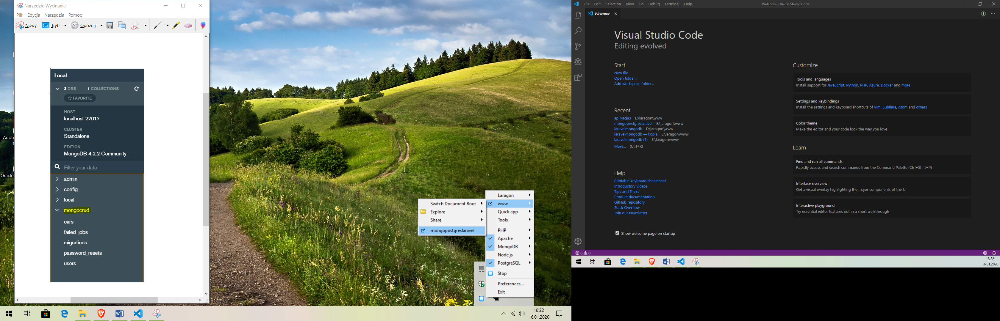 Narzędzie Wycinanie
Plik Edycja Narzędzia Pomoc
Nowy Tryb Opóźnij
Local
3 DBS 1 COLLECTIONS
FAVORITE
HOST
localhost:27017
CLUSTER
Standalone
EDITION
MongoDB 4.2.2 Community
Filter your data
admin
config
local
mongocrud
cars
failed_jobs
migrations
password_resets
users
Adob
Oracle
Switch Document Root
Explore
Share
mongopostgreslaravel
Laragon
www
Quick app
Tools
PHP
Apache
MongoDB
Node.js
PostgreSQL
Stop
Preferences...
Exit
18:22
16.01.2020
File Edit Selection View Go Debug Terminal Help
Welcome - Visual Studio Code
Welcome
Visual Studio Code
Editing evolved
Start
New file
Open folder...
Add workspace folder...
Recent
aplikacja3 E:\laragon\www
mongopostgreslaravel E:\laragon\www
laravelmongodb E:\laragon\www
laravelmongodb — kopia E:\laragon\www
laravelmongodb (1) E:\laragon\www
More... (Ctrl+R)
Help
Printable keyboard cheatsheet
Introductory videos
Tips and Tricks
Product documentation
GitHub repository
Stack Overflow
Join our Newsletter
Show welcome page on startup
Customize
Tools and languages
Install support for JavaScript, Python, PHP, Azure, Docker and more
Settings and keybindings
Install the settings and keyboard shortcuts of Vim, Sublime, Atom and others
Color theme
Make the editor and your code look the way you love
Learn
Find and run all commands
Rapidly access and search commands from the Command Palette (Ctrl+Shift+P)
Interface overview
Get a visual overlay highlighting the major components of the UI
Interactive playground
Try essential editor features out in a short walkthrough
0 0
18:22
16.01.2020